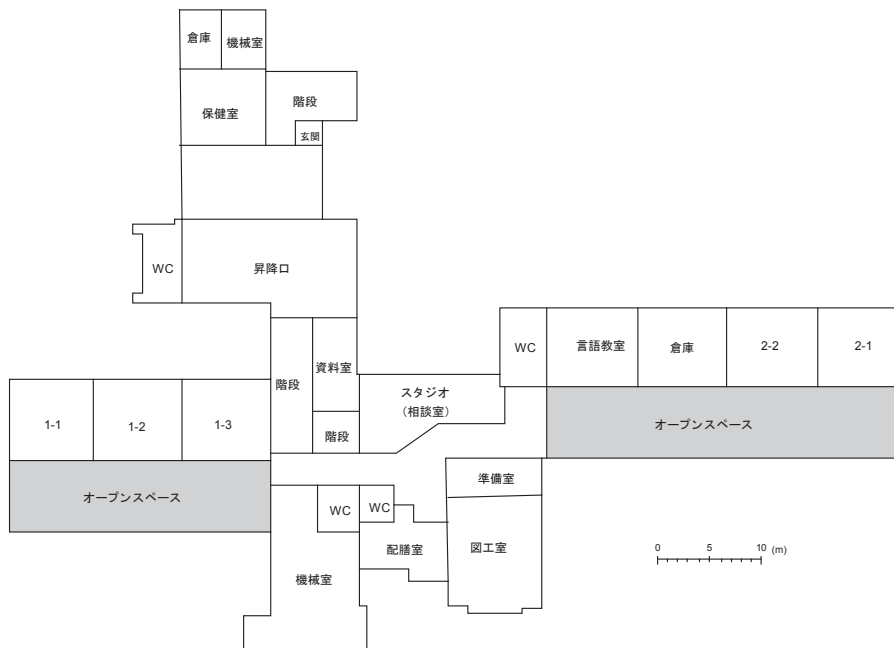 倉庫
機械室
保健室
階段
玄関
WC
昇降口
階段
資料室
階段
スタジオ
（相談室）
WC
言語教室
倉庫
2-2
2-1
オープンスペース
1-1
1-2
1-3
オープンスペース
WC
WC
準備室
配膳室
図工室
機械室
0 5 10 (m)